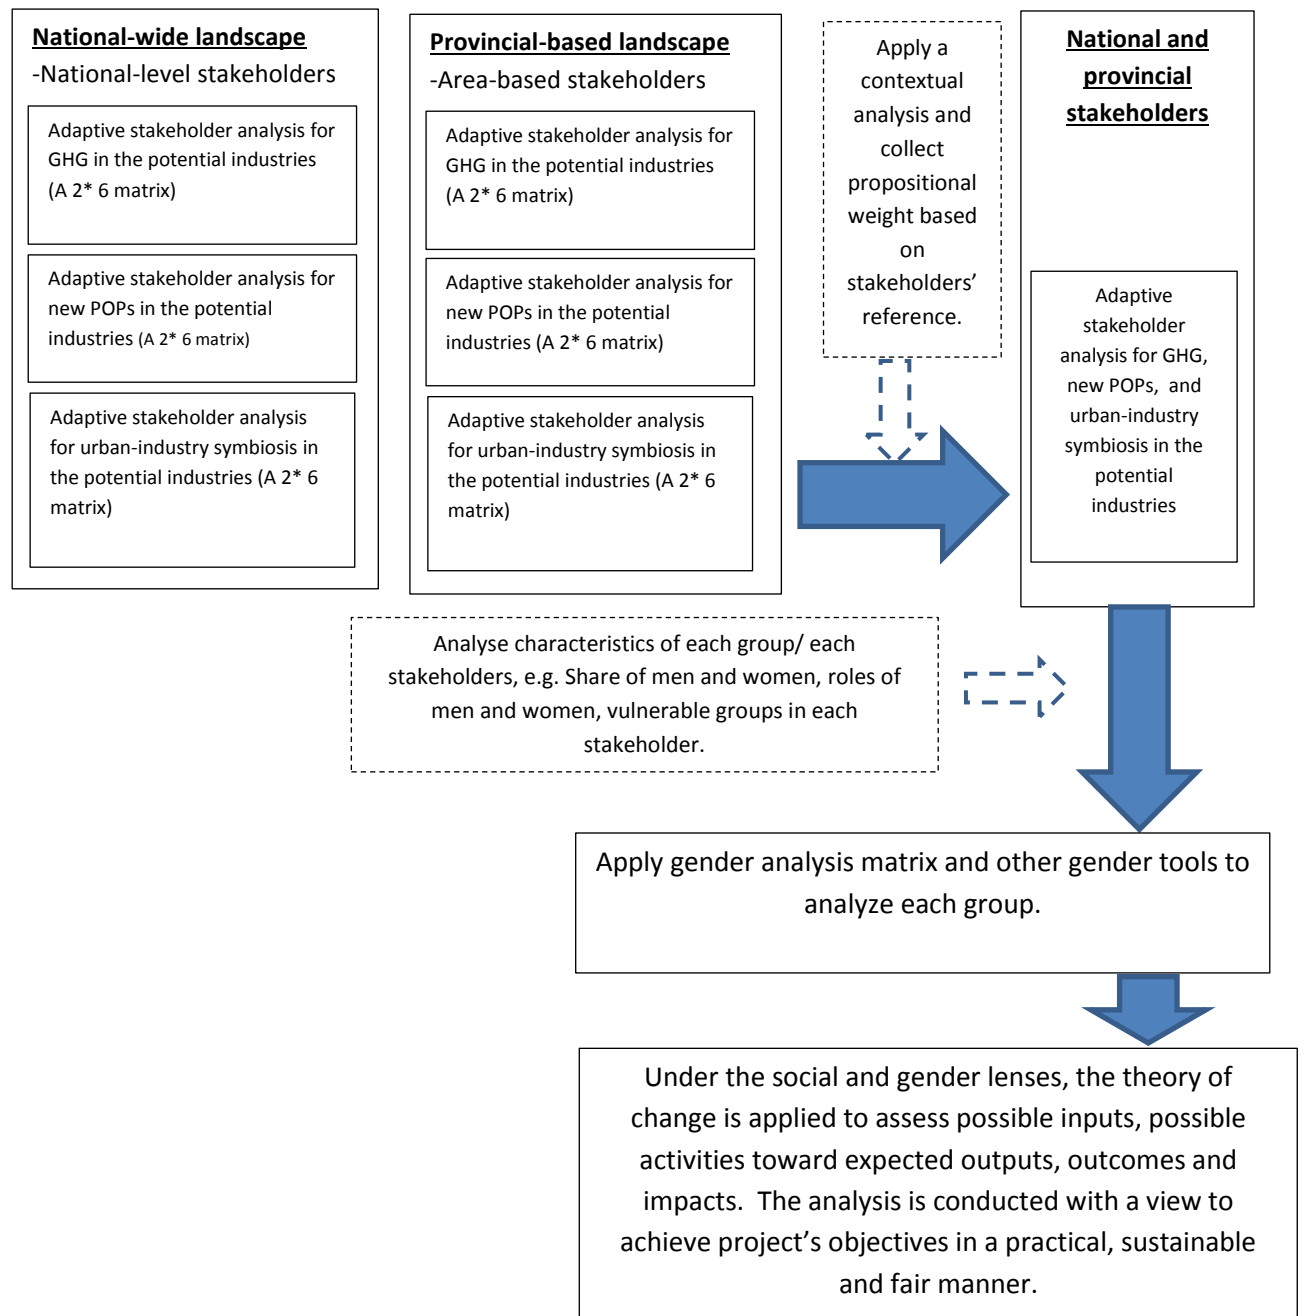 National-wide landscape
-National-level stakeholders
Adaptive stakeholder analysis for
GHG in the potential industries
(A 2* 6 matrix)
Adaptive stakeholder analysis for
new POPs in the potential
industries (A 2* 6 matrix)
Adaptive stakeholder analysis
for urban-industry symbiosis in
the potential industries (A 2* 6
matrix)
Provincial-based landscape
-Area-based stakeholders
Adaptive stakeholder analysis for
GHG in the potential industries
(A 2* 6 matrix)
Adaptive stakeholder analysis for
new POPs in the potential
industries (A 2* 6 matrix)
Adaptive stakeholder analysis
for urban-industry symbiosis in
the potential industries (A 2* 6
matrix)
Apply a
contextual
analysis and
collect
propositional
weight based
on
stakeholders’
reference.
National and
provincial
stakeholders
Adaptive
stakeholder
analysis for GHG,
new POPs, and
urban-industry
symbiosis in the
potential
industries
Analyse characteristics of each group/ each
stakeholders, e.g. Share of men and women, roles of
men and women, vulnerable groups in each
stakeholder.
Apply gender analysis matrix and other gender tools to
analyze each group.
Under the social and gender lenses, the theory of
change is applied to assess possible inputs, possible
activities toward expected outputs, outcomes and
impacts. The analysis is conducted with a view to
achieve project’s objectives in a practical, sustainable
and fair manner.